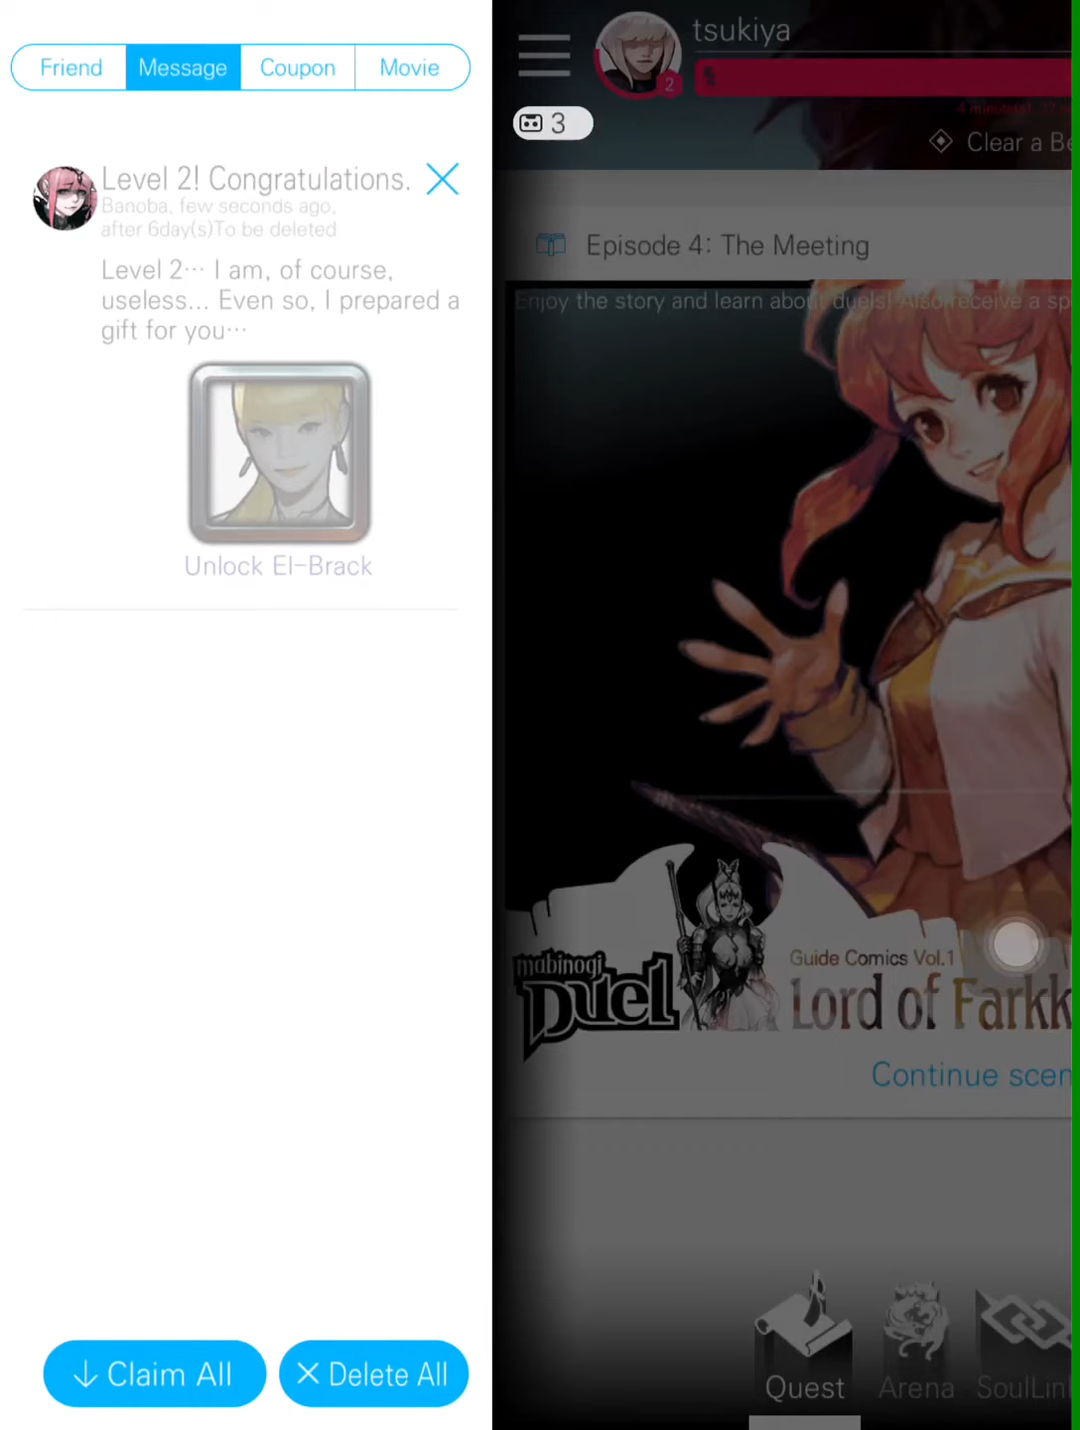 Friend
Message
Coupon
Movie
Level 2! Congratulations.
Banoba, few seconds ago,
after 6day(s)To be deleted
Level 2··· I am, of course,
useless... Even so, I prepared a
gift for you···
Unlock El-Brack
Claim All
Delete All
tsukiya
2
3
Clear a Be
Episode 4: The Meeting
Enjoy the story and learn about duels! Also receive a sp
mabinogi
Duel
Guide Comics Vol.1
Lord of Farkk
Continue scen
Quest
Arena
SoulLin